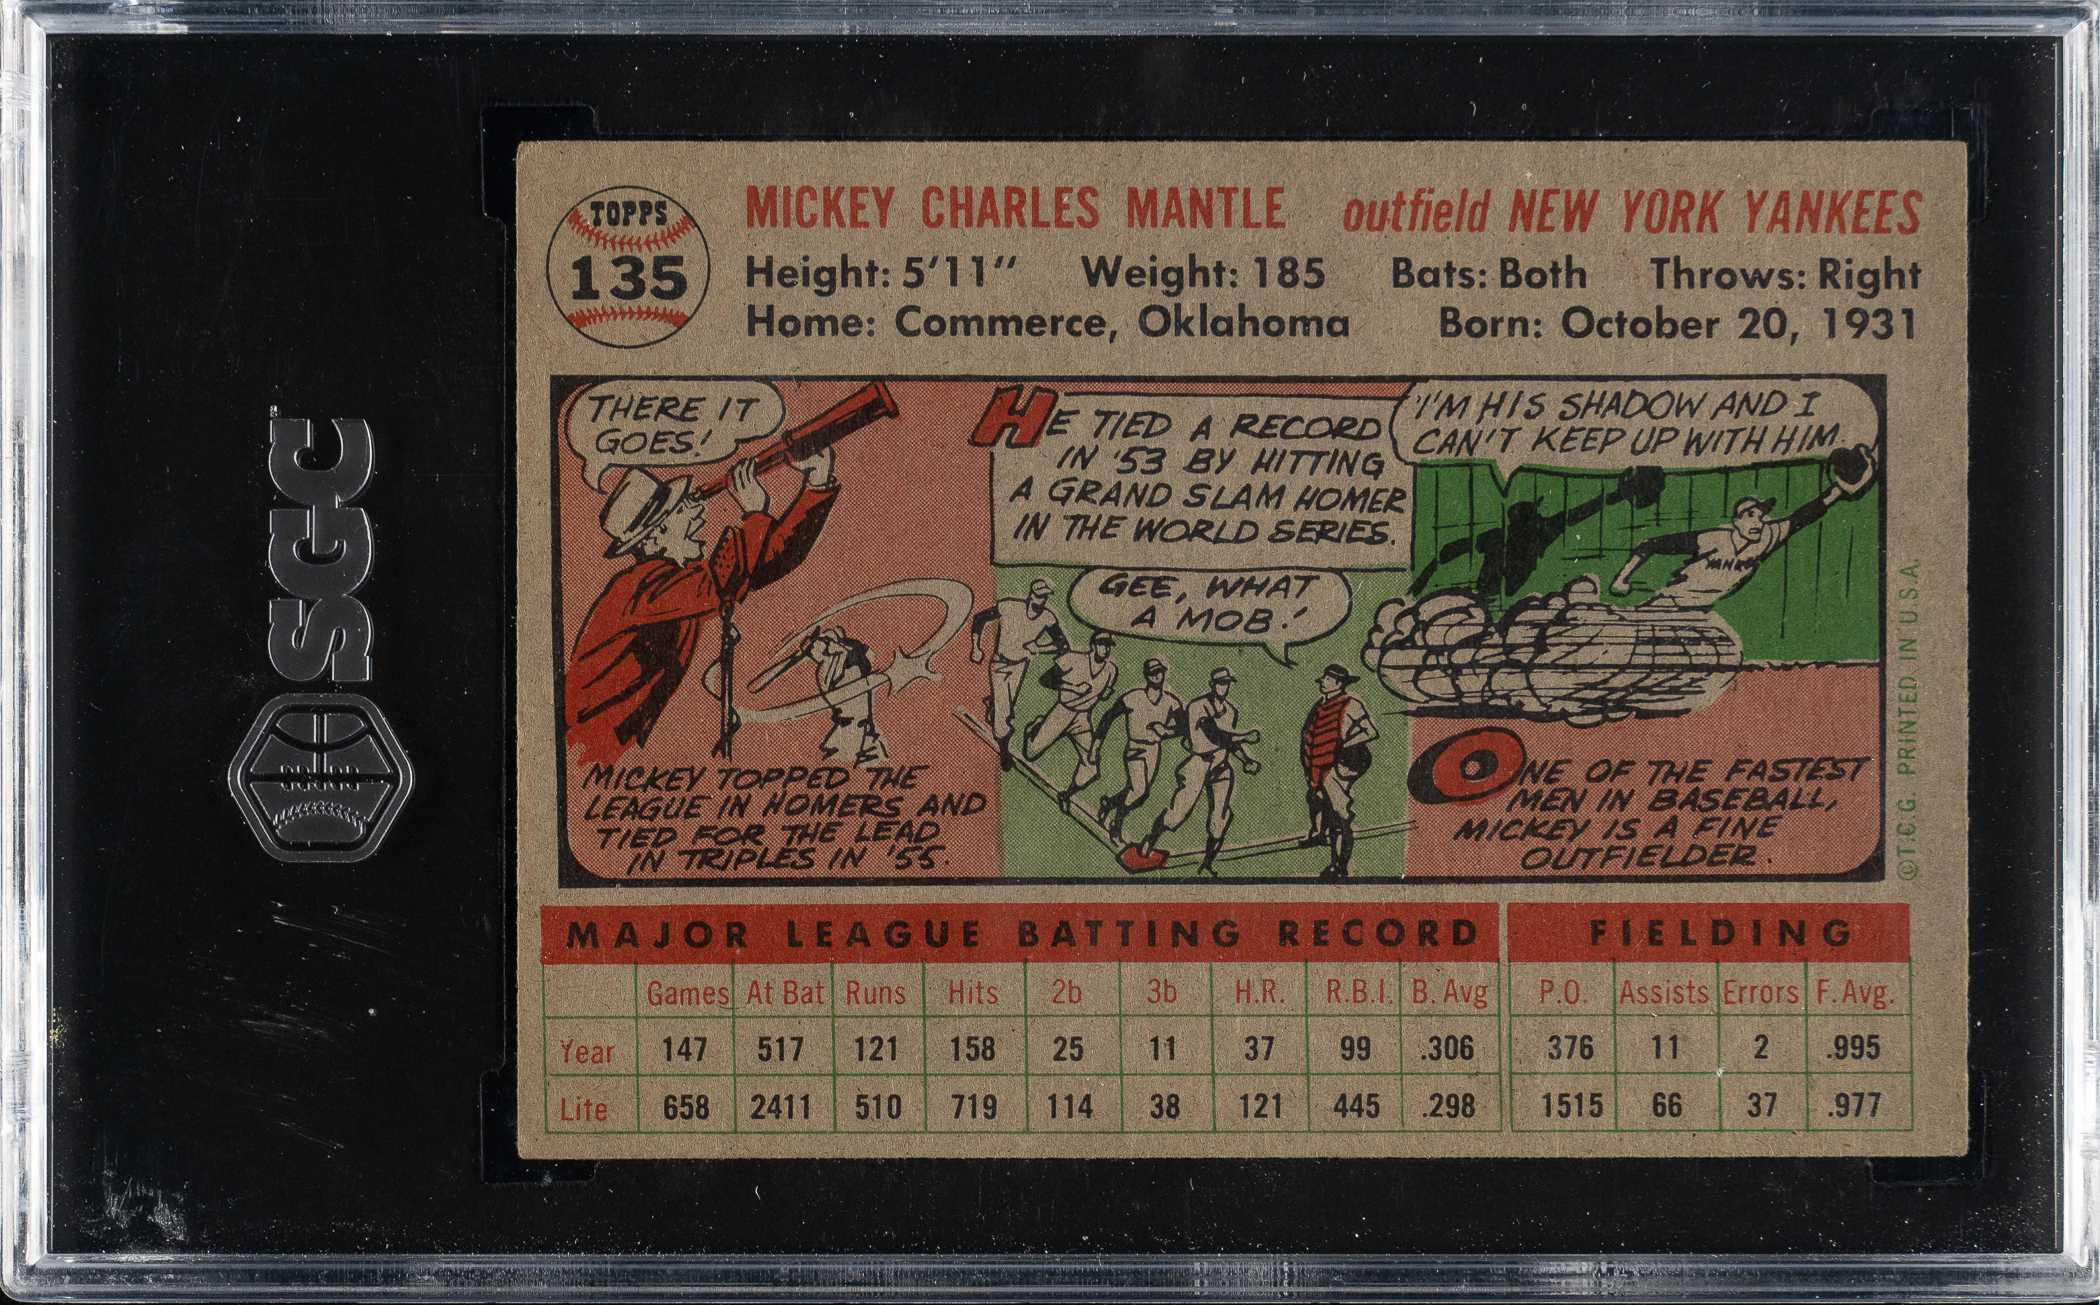 SGC
TOPPS
135
MICKEY CHARLES MANTLE outfield NEW YORK YANKEES
Height: 5'11" Weight: 185 Bats: Both Throws: Right
Home: Commerce, Oklahoma Born: October 20, 1931
THERE IT
GOES!
MICKEY TOPPED THE
LEAGUE IN HOMERS AND
TIED FOR THE LEAD
IN TRIPLES IN '55.
HE TIED A RECORD
IN '53 BY HITTING
A GRAND SLAM HOMER
IN THE WORLD SERIES.
GEE, WHAT
A MOB!
I'M HIS SHADOW AND I
CAN'T KEEP UP WITH HIM.
ONE OF THE FASTEST
MEN IN BASEBALL,
MICKEY IS A FINE
OUTFIELDER.
©T.C.G. PRINTED IN U.S.A.
MAJOR LEAGUE BATTING RECORD FIELDING
Games At Bat Runs Hits 2b 3b H.R. R.B.I. B. Avg P.O. Assists Errors F. Avg.
Year 147 517 121 158 25 11 37 99 .306 376 11 2 .995
Life 658 2411 510 719 114 38 121 445 .298 1515 66 37 .977